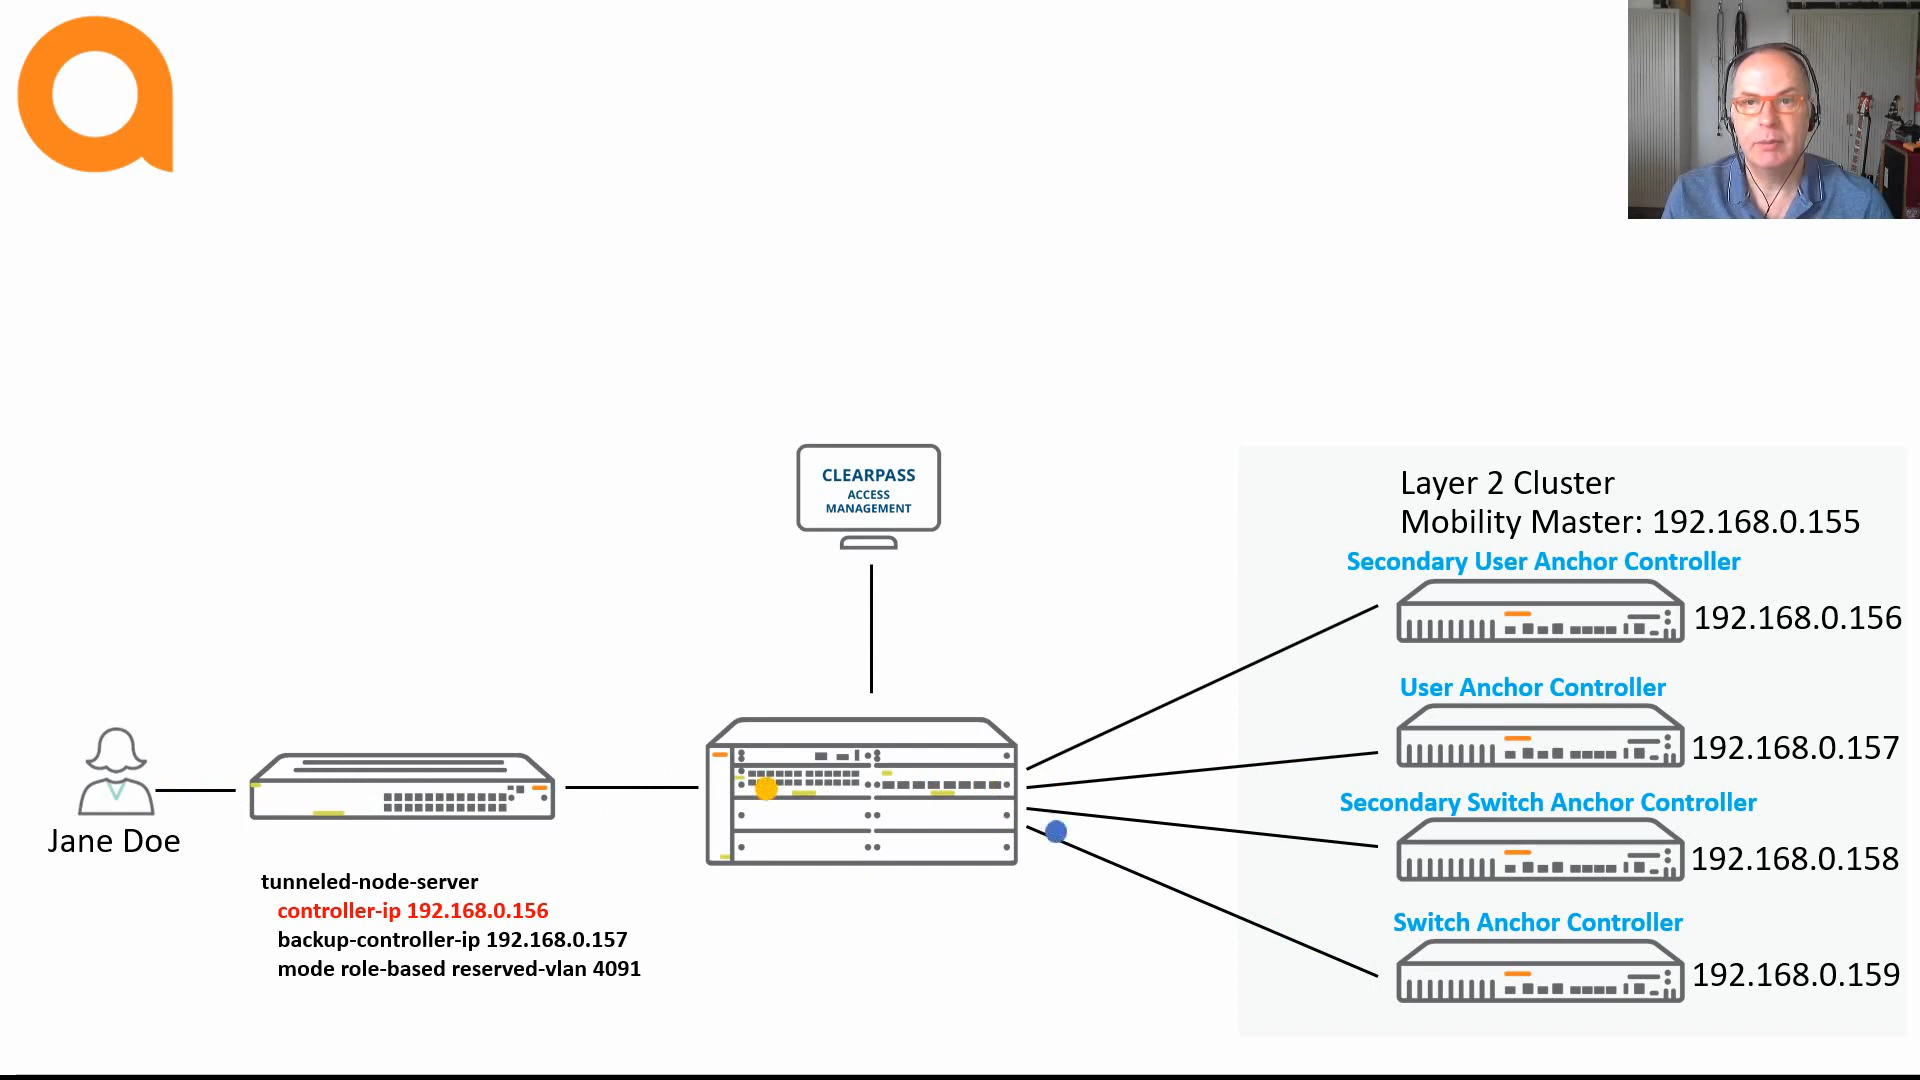 CLEARPASS
ACCESS
MANAGEMENT
Layer 2 Cluster
Mobility Master: 192.168.0.155
Secondary User Anchor Controller
192.168.0.156
User Anchor Controller
192.168.0.157
Secondary Switch Anchor Controller
192.168.0.158
Switch Anchor Controller
192.168.0.159
Jane Doe
tunneled-node-server
controller-ip 192.168.0.156
backup-controller-ip 192.168.0.157
mode role-based reserved-vlan 4091